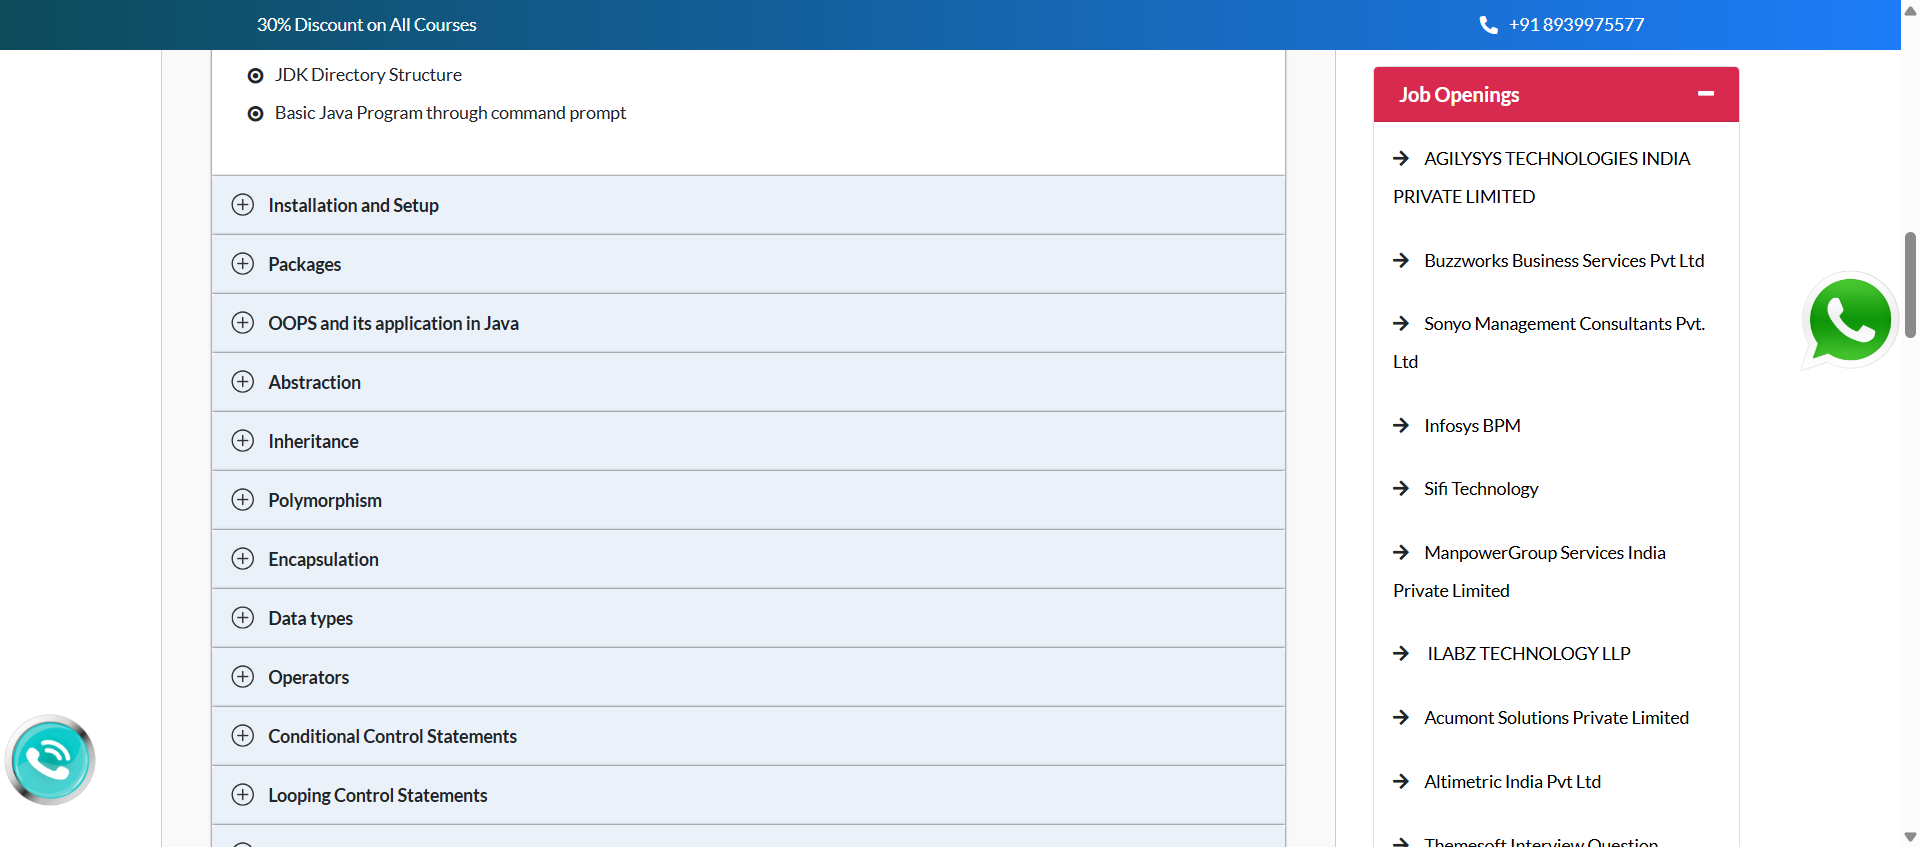 30% Discount on All Courses
+91 8939975577
JDK Directory Structure
Basic Java Program through command prompt
Installation and Setup
Packages
OOPS and its application in Java
Abstraction
Inheritance
Polymorphism
Encapsulation
Data types
Operators
Conditional Control Statements
Looping Control Statements
Job Openings
AGILYSYS TECHNOLOGIES INDIA
PRIVATE LIMITED
Buzzworks Business Services Pvt Ltd
Sonyo Management Consultants Pvt.
Ltd
Infosys BPM
Sifi Technology
ManpowerGroup Services India
Private Limited
ILABZ TECHNOLOGY LLP
Acumont Solutions Private Limited
Altimetric India Pvt Ltd
Themesoft Interview Question